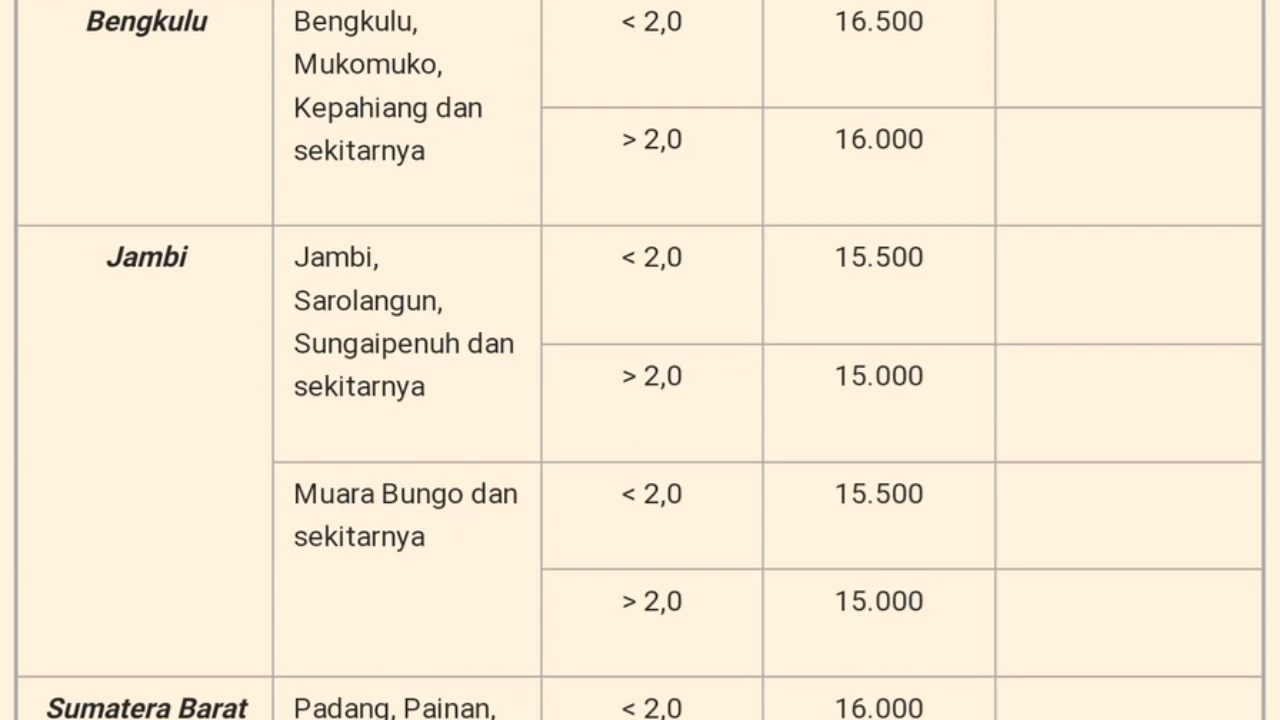 Bengkulu
Bengkulu,
Mukomuko,
Kepahiang dan
sekitarnya
< 2,0
16.500
> 2,0
16.000
Jambi
Jambi,
Sarolangun,
Sungaipenuh dan
sekitarnya
< 2,0
15.500
> 2,0
15.000
Muara Bungo dan
sekitarnya
< 2,0
15.500
> 2,0
15.000
Sumatera Barat
Padang, Painan,
< 2,0
16.000